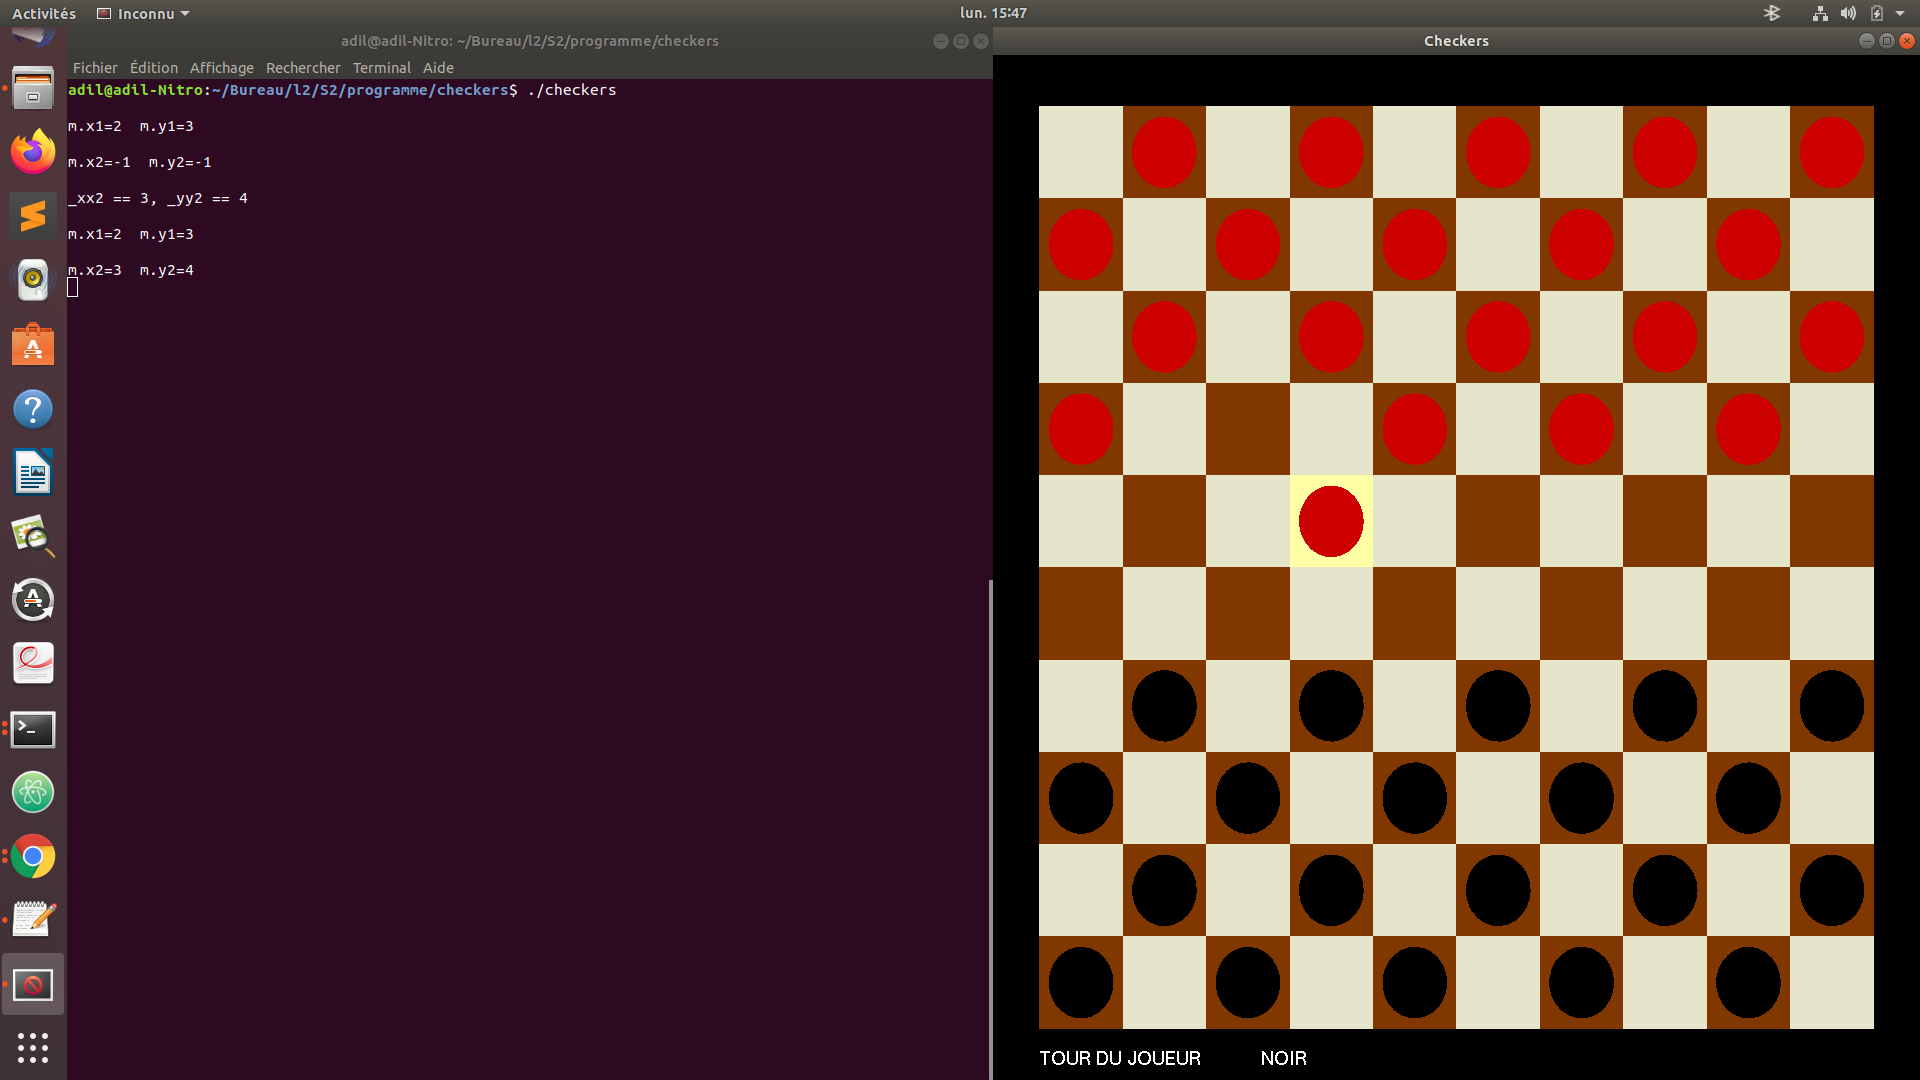 Activités Inconnu lun. 15:47
adil@adil-Nitro: ~/Bureau/l2/S2/programme/checkers
Fichier Édition Affichage Rechercher Terminal Aide
adil@adil-Nitro:~/Bureau/l2/S2/programme/checkers$ ./checkers
m.x1=2  m.y1=3
m.x2=-1  m.y2=-1
_xx2 == 3, _yy2 == 4
m.x1=2  m.y1=3
m.x2=3  m.y2=4
Checkers
TOUR DU JOUEUR NOIR